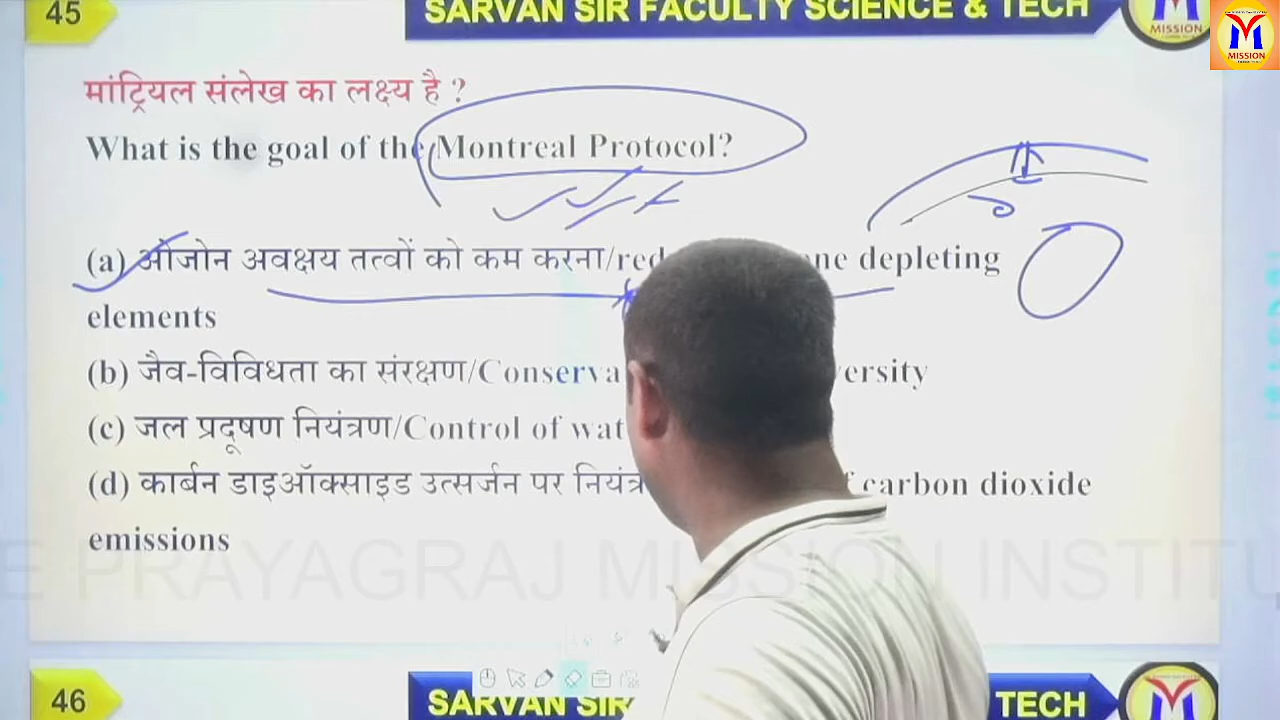 45
SARVAN SIR FACULTY SCIENCE & TECH
MISSION
MISSION
मांट्रियल संलेख का लक्ष्य है ?
What is the goal of the Montreal Protocol?
(a) ओजोन अवक्षय तत्वों को कम करना/red depleting
elements
(b) जैव-विविधता का संरक्षण/Conserva ersity
(c) जल प्रदूषण नियंत्रण/Control of wat
(d) कार्बन डाइऑक्साइड उत्सर्जन पर carbon dioxide
emissions
E PRAYAGRAJ MISSION INSTITU
46
SARVAN SIR TECH